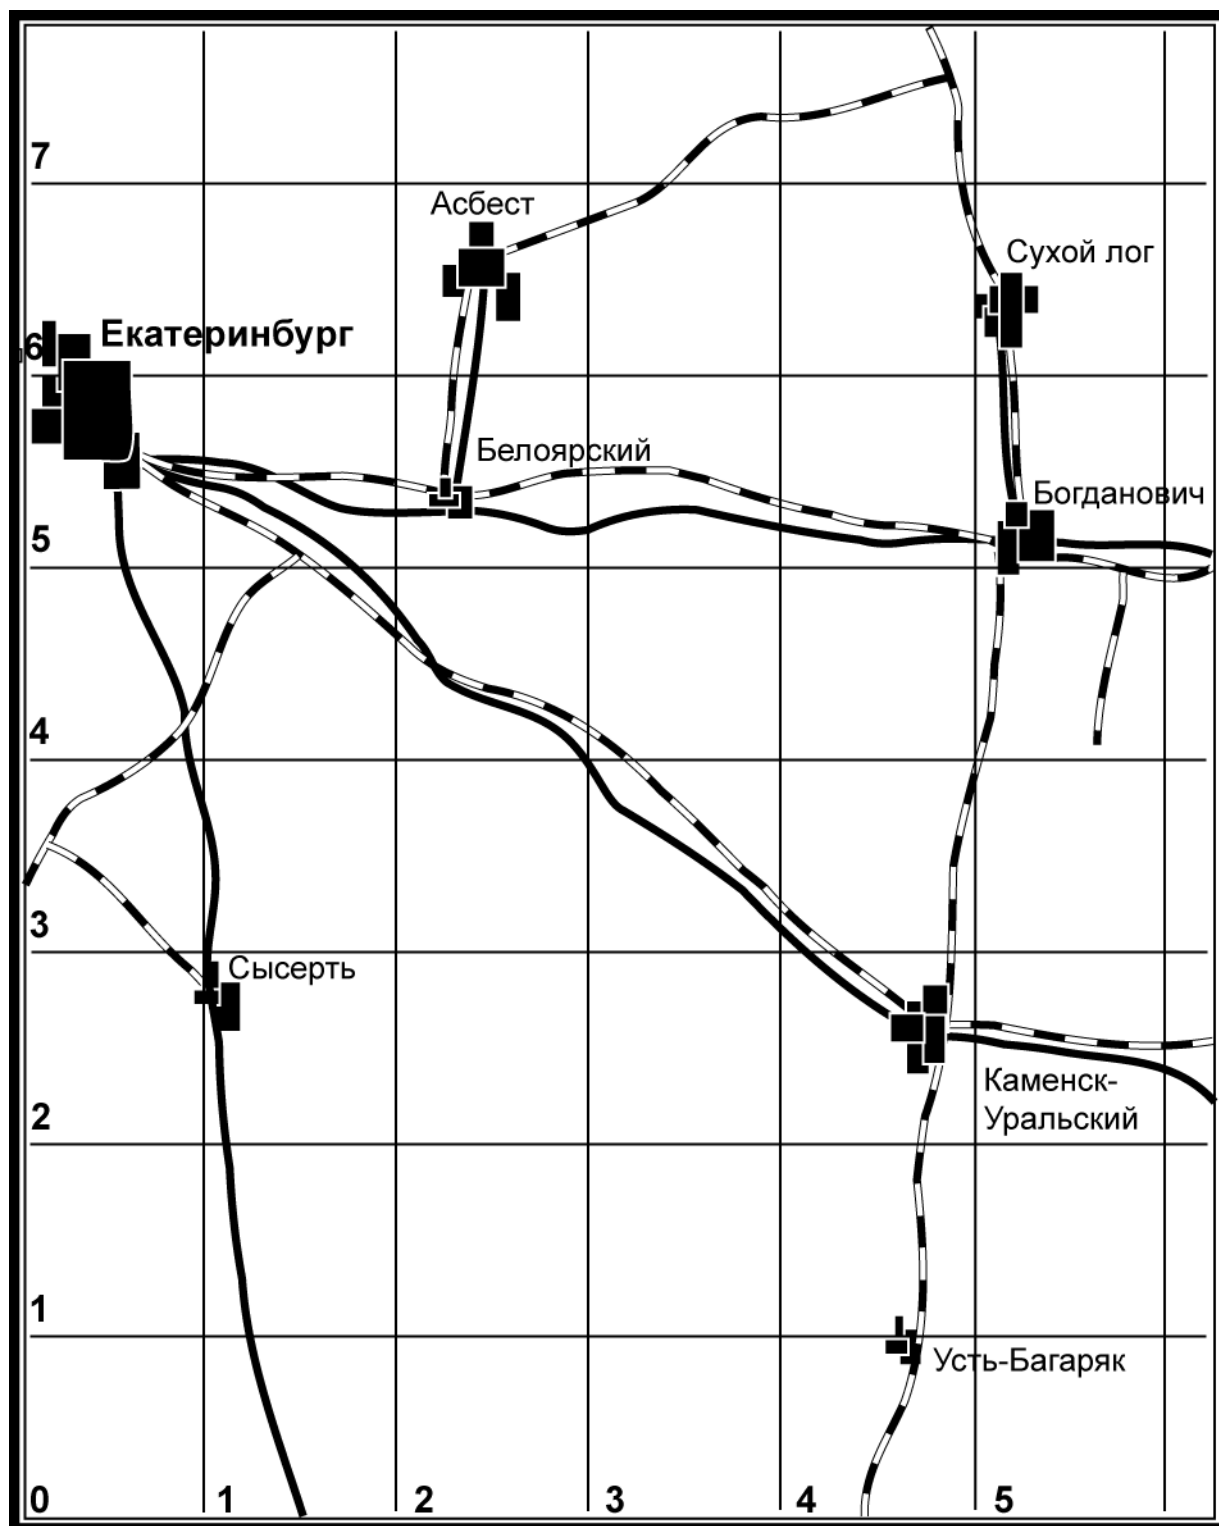 7
Асбест
Сухой лог
Екатеринбург
6
Белоярский
Богданович
5
4
3
Сысерть
Каменск-
Уральский
2
1
Усть-Багаряк
0 1 2 3 4 5